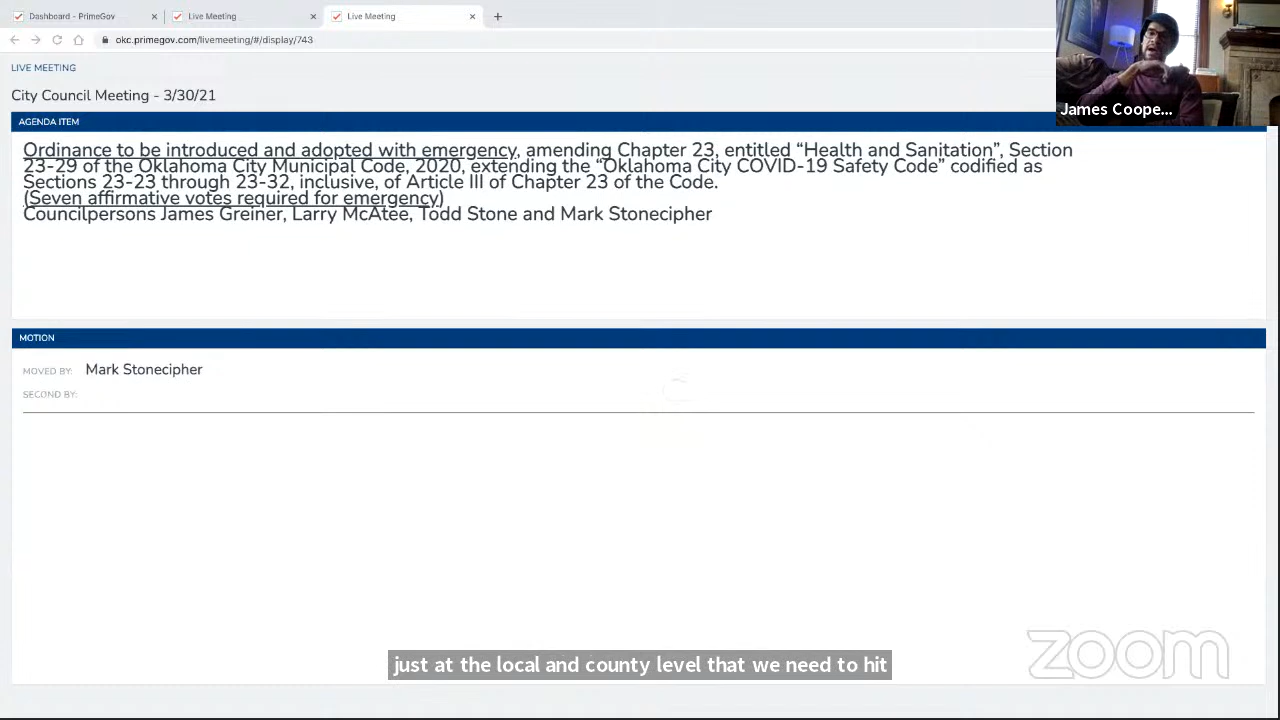 Dashboard - PrimeGov
Live Meeting
Live Meeting
okc.primegov.com/livemeeting/#/display/743
LIVE MEETING
City Council Meeting - 3/30/21
AGENDA ITEM
Ordinance to be introduced and adopted with emergency, amending Chapter 23, entitled “Health and Sanitation”, Section
23-29 of the Oklahoma City Municipal Code, 2020, extending the “Oklahoma City COVID-19 Safety Code” codified as
Sections 23-23 through 23-32, inclusive, of Article III of Chapter 23 of the Code.
(Seven affirmative votes required for emergency)
Councilpersons James Greiner, Larry McAtee, Todd Stone and Mark Stonecipher
MOTION
MOVED BY: Mark Stonecipher
SECOND BY:
James Coope...
just at the local and county level that we need to hit
zoom